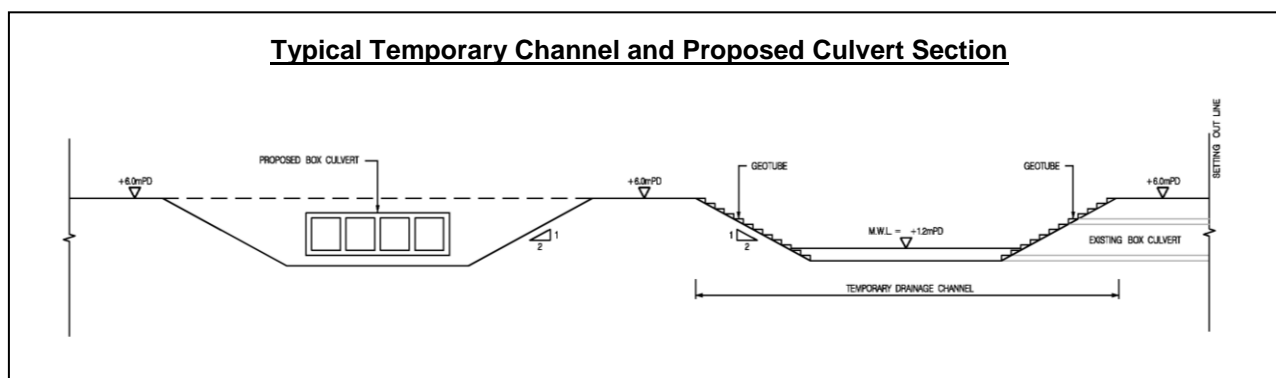 Typical Temporary Channel and Proposed Culvert Section
SETTING OUT LINE
PROPOSED BOX CULVERT
GEOTUBE
GEOTUBE
+6.0mPD
+6.0mPD
+6.0mPD
1
2
1
2
M.W.L. = +1.2mPD
EXISTING BOX CULVERT
TEMPORARY DRAINAGE CHANNEL